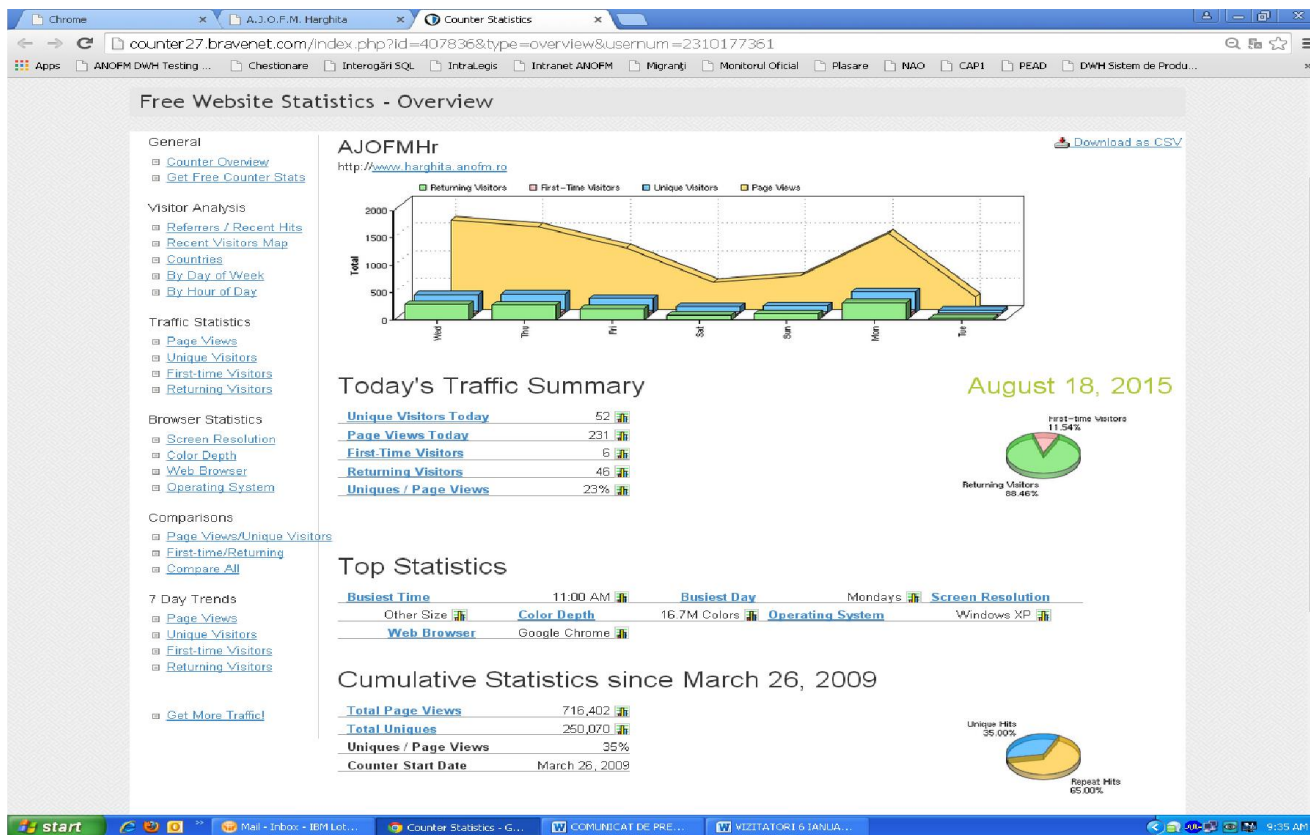 Chrome
A.J.O.F.M. Harghita
Counter Statistics
counter27.bravenet.com/index.php?id=407836&type=overview&usernum=2310177361
Apps ANOFM DWH Testing ... Chestionare Interogări SQL IntraLegis Intranet ANOFM Migranți Monitorul Oficial Plasare NAO CAP1 PEAD DWH Sistem de Produ...
Free Website Statistics - Overview
General
Counter Overview
Get Free Counter Stats
Visitor Analysis
Referrers / Recent Hits
Recent Visitors Map
Countries
By Day of Week
By Hour of Day
Traffic Statistics
Page Views
Unique Visitors
First-time Visitors
Returning Visitors
Browser Statistics
Screen Resolution
Color Depth
Web Browser
Operating System
Comparisons
Page Views/Unique Visitors
First-time/Returning
Compare All
7 Day Trends
Page Views
Unique Visitors
First-time Visitors
Returning Visitors
Get More Traffic!
AJOFMHr
Download as CSV
http://www.harghita.anofm.ro
Returning Visitors First-Time Visitors Unique Visitors Page Views
2000
1500
1000
500
0
Total
Wed Thu Fri Sat Sun Mon Tue
Today's Traffic Summary
August 18, 2015
Unique Visitors Today 52
Page Views Today 231
First-Time Visitors 6
Returning Visitors 46
Uniques / Page Views 23%
First-time Visitors
11.54%
Returning Visitors
88.46%
Top Statistics
Busiest Time 11:00 AM Busiest Day Mondays Screen Resolution
Other Size Color Depth 16.7M Colors Operating System Windows XP
Web Browser Google Chrome
Cumulative Statistics since March 26, 2009
Total Page Views 716,402
Total Uniques 250,070
Uniques / Page Views 35%
Counter Start Date March 26, 2009
Unique Hits
35.00%
Repeat Hits
65.00%
start Mail - Inbox - IBM Lot... Counter Statistics - G... COMUNICAT DE PRE... VIZITATORI 6 IANUA... 9:35 AM